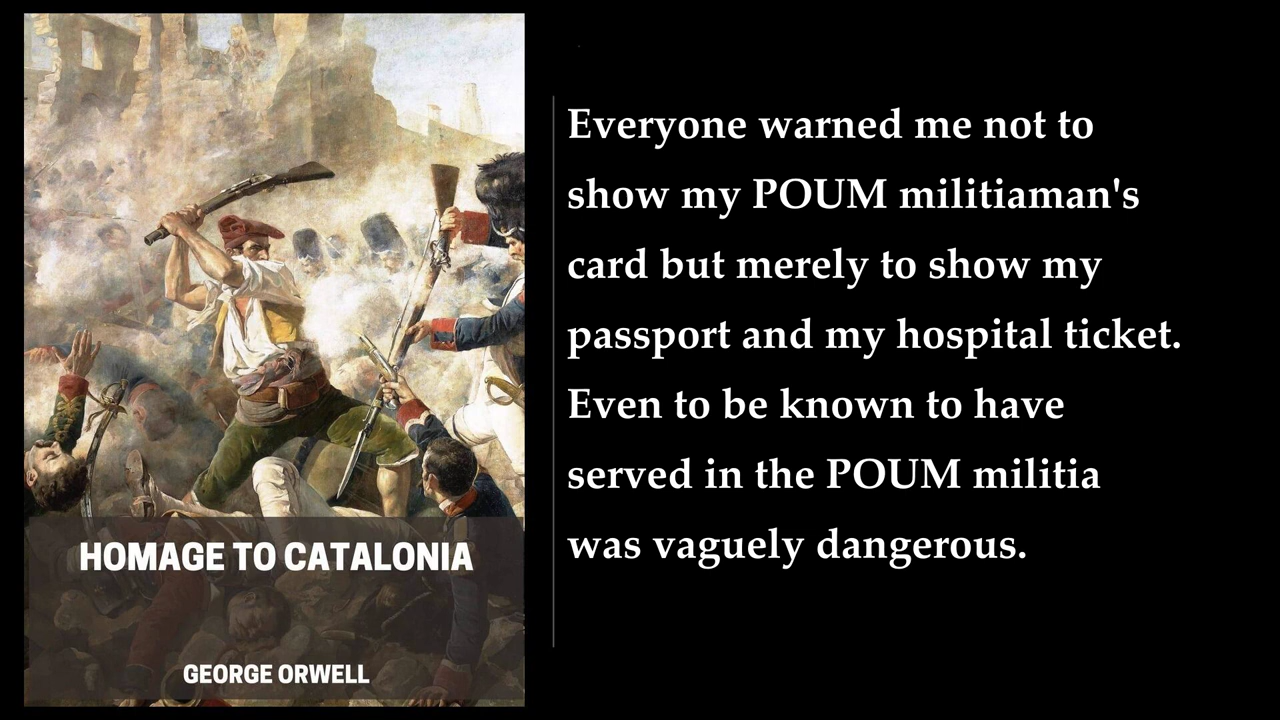 HOMAGE TO CATALONIA
GEORGE ORWELL
Everyone warned me not to
show my POUM militiaman's
card but merely to show my
passport and my hospital ticket.
Even to be known to have
served in the POUM militia
was vaguely dangerous.